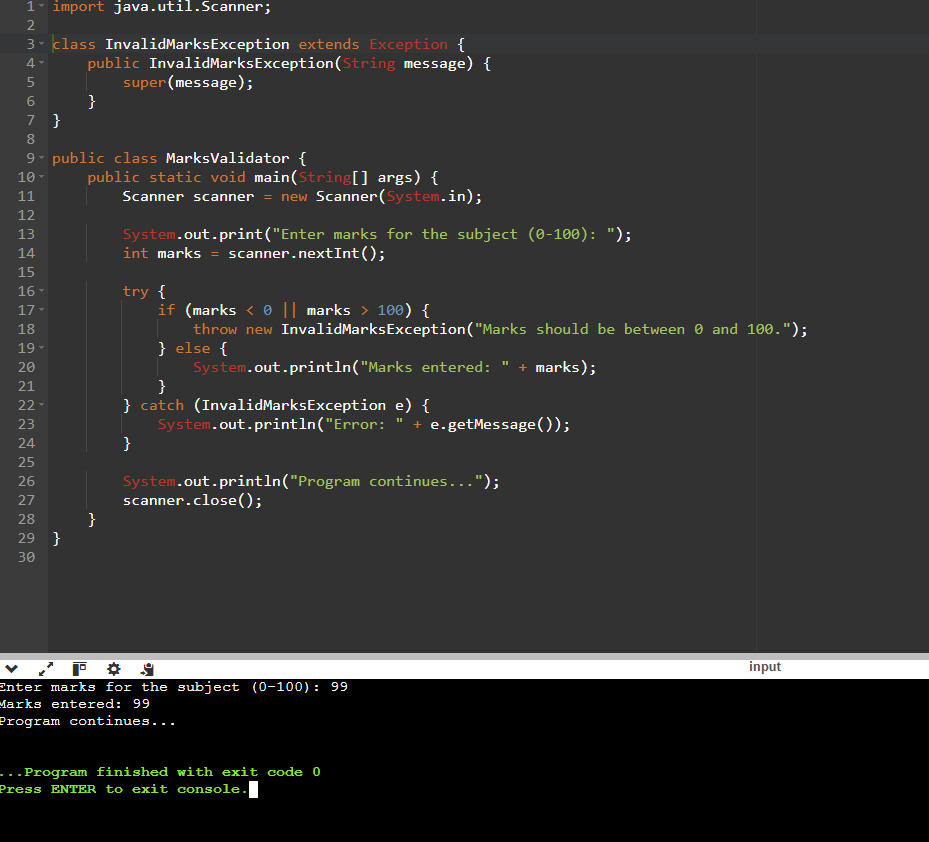 1 import java.util.Scanner;
2
3 class InvalidMarksException extends Exception {
4     public InvalidMarksException(String message) {
5         super(message);
6     }
7 }
8
9 public class MarksValidator {
10     public static void main(String[] args) {
11         Scanner scanner = new Scanner(System.in);
12
13         System.out.print("Enter marks for the subject (0-100): ");
14         int marks = scanner.nextInt();
15
16         try {
17             if (marks < 0 || marks > 100) {
18                 throw new InvalidMarksException("Marks should be between 0 and 100.");
19             } else {
20                 System.out.println("Marks entered: " + marks);
21             }
22         } catch (InvalidMarksException e) {
23             System.out.println("Error: " + e.getMessage());
24         }
25
26         System.out.println("Program continues...");
27         scanner.close();
28     }
29 }
30
input
Enter marks for the subject (0-100): 99
Marks entered: 99
Program continues...
...Program finished with exit code 0
Press ENTER to exit console.